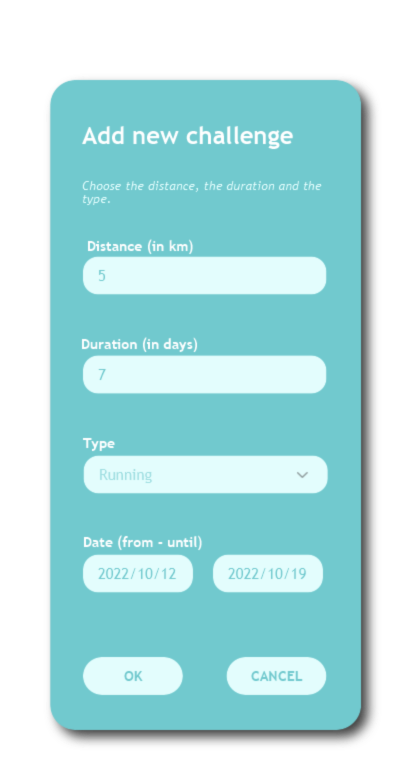 Add new challenge
Choose the distance, the duration and the
type.
Distance (in km)
5
Duration (in days)
7
Type
Running
Date (from - until)
2022/10/12 2022/10/19
OK CANCEL